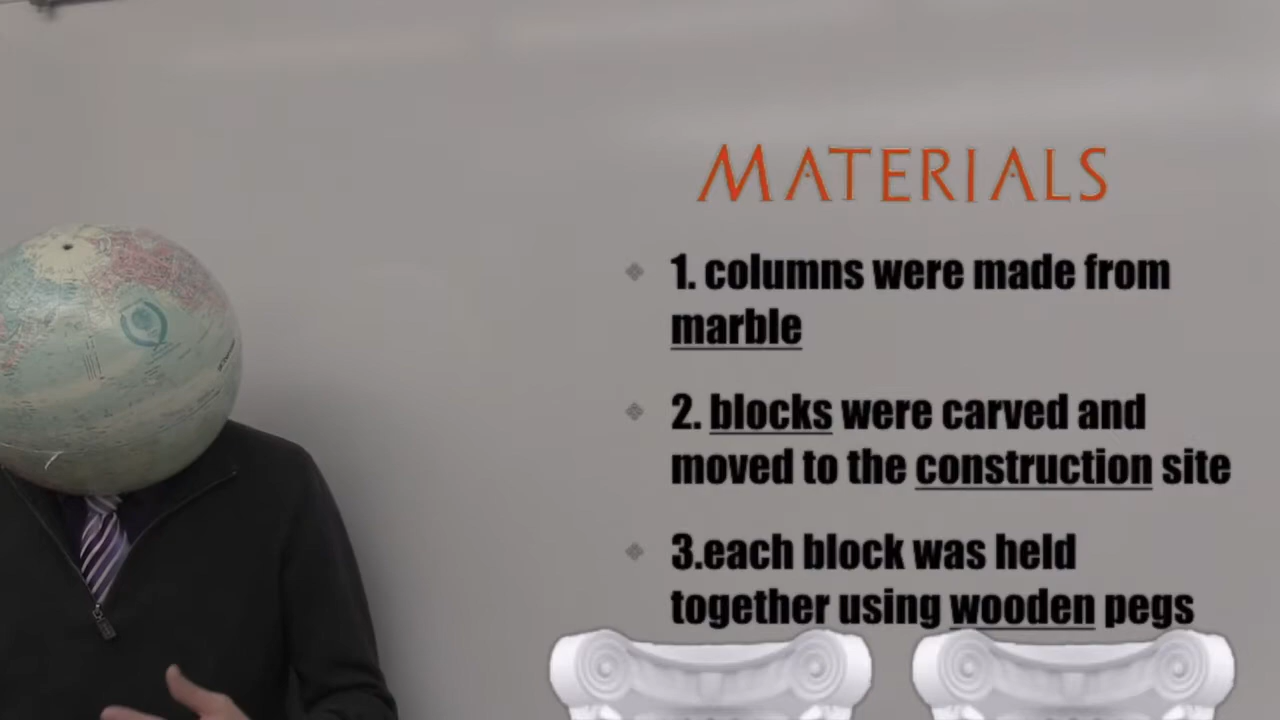 MATERIALS
1. columns were made from
marble
2. blocks were carved and
moved to the construction site
3.each block was held
together using wooden pegs